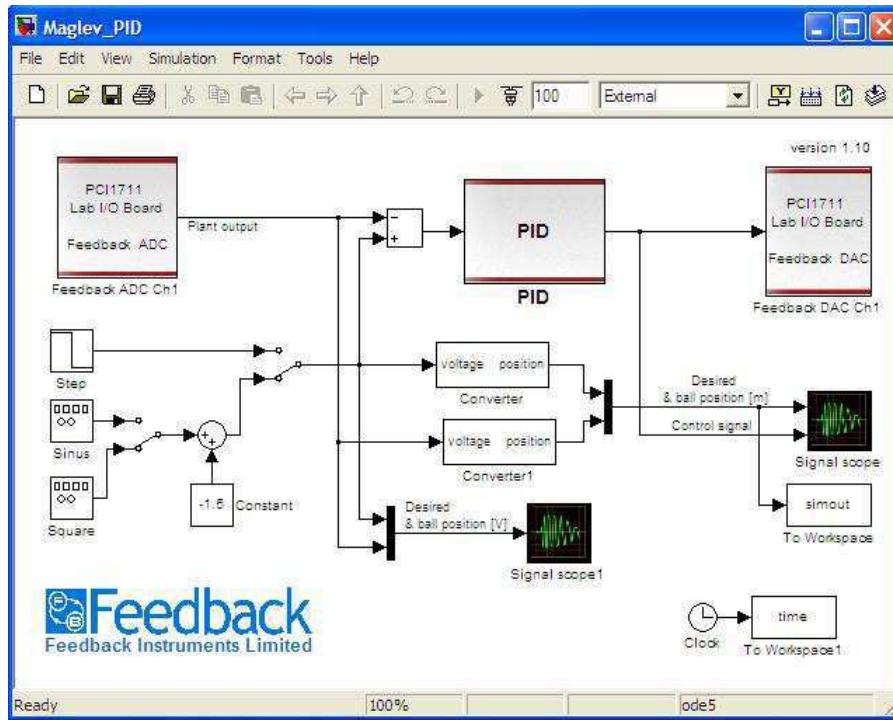 Maglev_PID
File Edit View Simulation Format Tools Help
100 External
version 1.10
PCI1711
Lab I/O Board
Feedback ADC
Feedback ADC Ch1
Plant output
PID
PID
PCI1711
Lab I/O Board
Feedback DAC
Feedback DAC Ch1
Step
Sinus
Square
-1.5 Constant
voltage position
Converter
voltage position
Converter1
Desired
& ball position [m]
Control signal
Signal scope
simout
To Workspace
Desired
& ball position [V]
Signal scope1
Feedback
Feedback Instruments Limited
Clock
time
To Workspace1
Ready 100% ode5